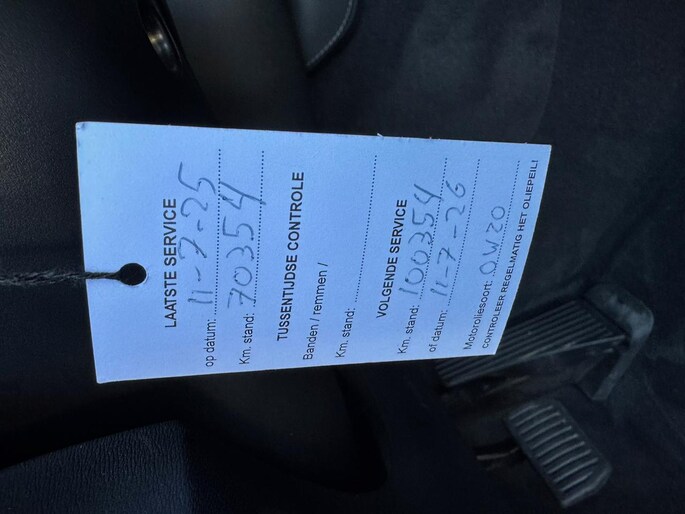 LAATSTE SERVICE
op datum: 11-7-25
Km. stand: 70354
TUSSENTIJDSE CONTROLE
Banden / remmen /
Km. stand:
VOLGENDE SERVICE
Km. stand: 100354
of datum: 11-7-26
Motoroliesoort: 0W20
CONTROLEER REGELMATIG HET OLIEPEIL!